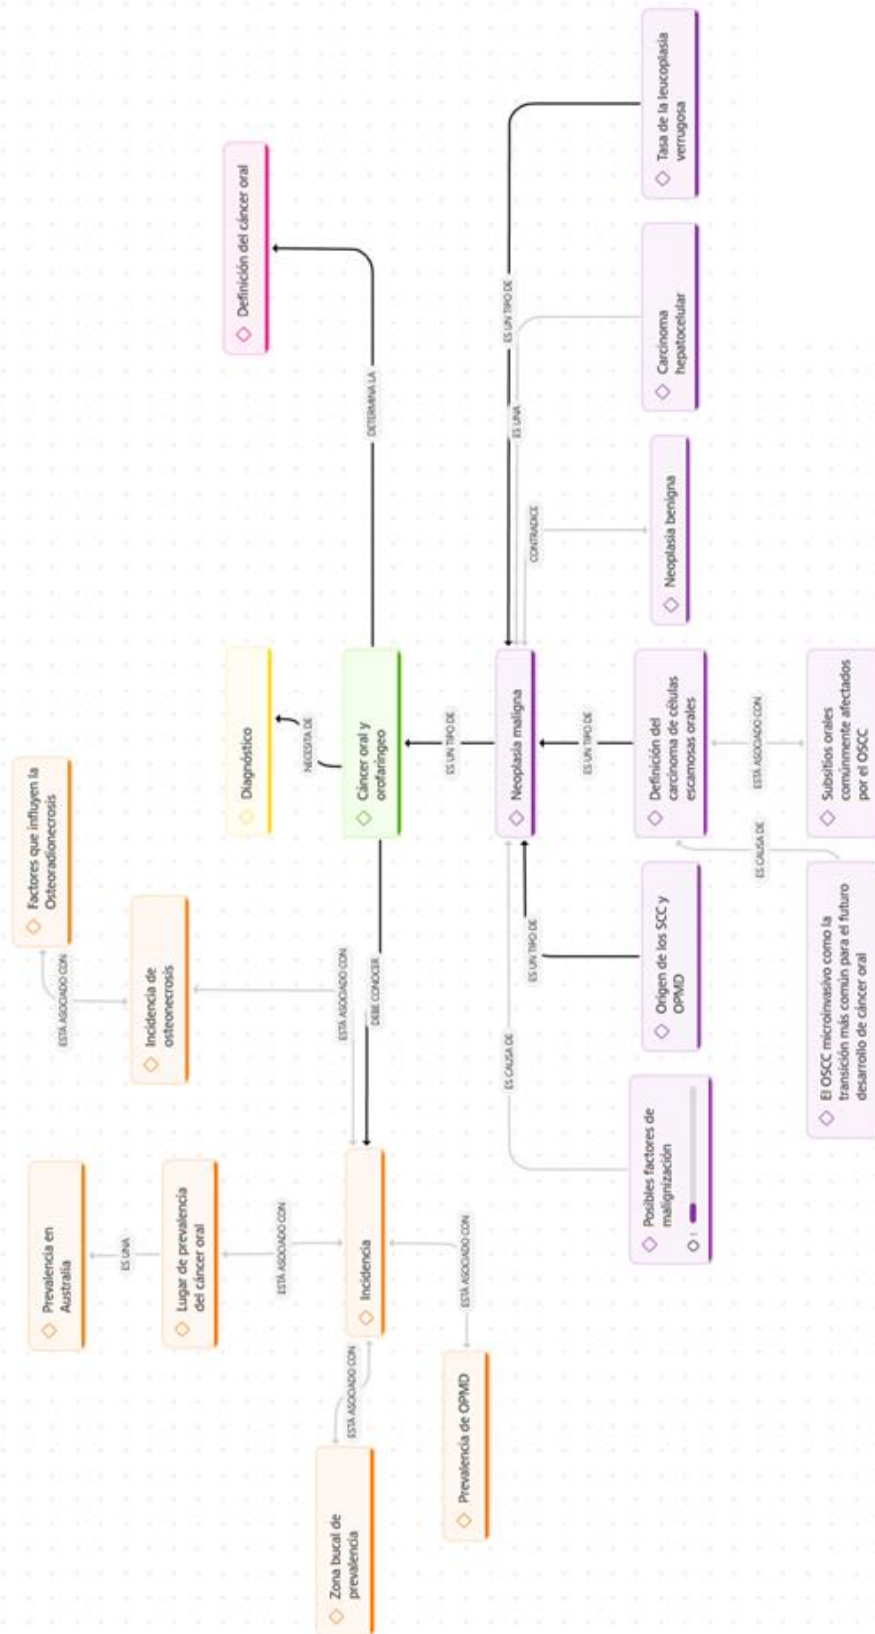 Factores que influyen la
Osteoradionecrosis
ESTÁ ASOCIADO CON
Prevalencia en
Australia
Incidencia de
osteonecrosis
ES UNA
Lugar de prevalencia
del cáncer oral
Diagnóstico
Definición del cáncer oral
ESTÁ ASOCIADO CON
ESTÁ ASOCIADO CON
NECESITA DE
Zona bucal de
prevalencia
ESTÁ ASOCIADO CON
Incidencia
DEBE CONOCER
Cáncer oral y
orofaríngeo
DETERMINA LA
ESTÁ ASOCIADO CON
Prevalencia de OPMD
ES UN TIPO DE
ES CAUSA DE
ES UN TIPO DE
Neoplasia maligna
CONTRADICE
ES UNA
ES UN TIPO DE
ES UN TIPO DE
Posibles factores de
malignización
1
Origen de los SCC y
OPMD
Definición del
carcinoma de células
escamosas orales
Neoplasia benigna
Carcinoma
hepatocelular
Tasa de la leucoplasia
verrugosa
ES CAUSA DE
ESTÁ ASOCIADO CON
El OSCC microinvasivo como la
transición más común para el futuro
desarrollo de cáncer oral
Subsitios orales
comúnmente afectados
por el OSCC